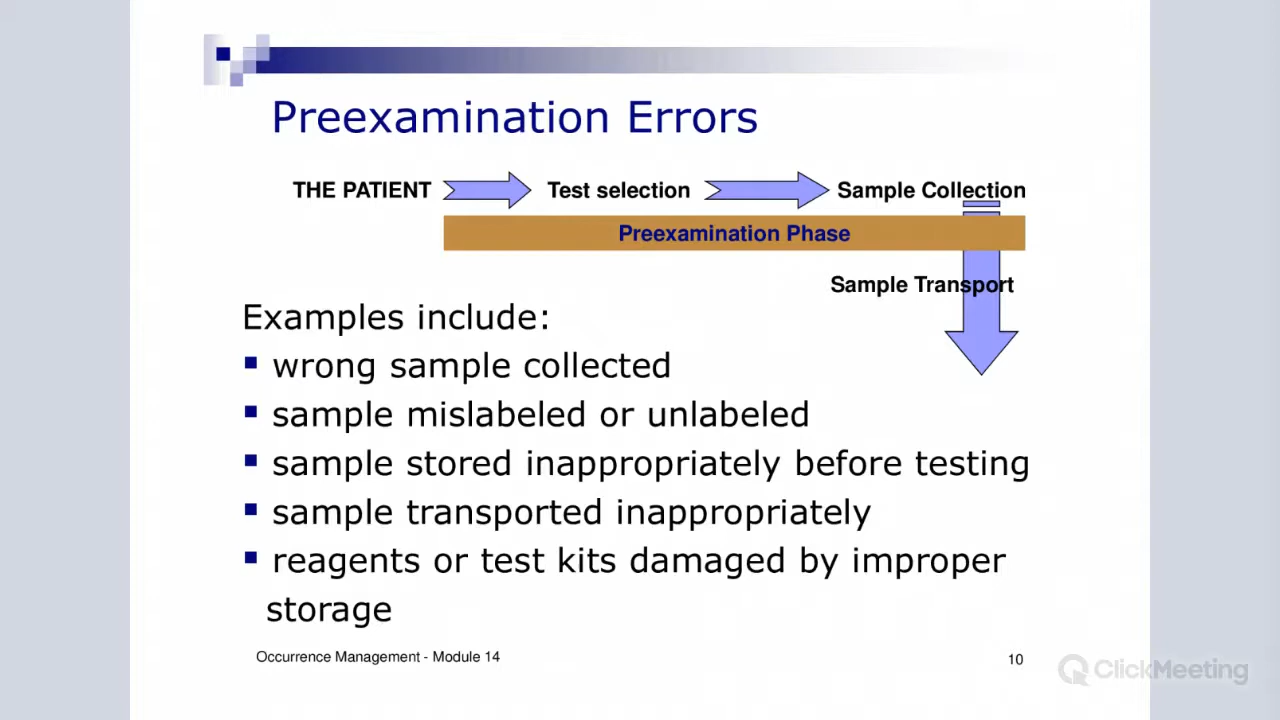 Preexamination Errors
THE PATIENT Test selection Sample Collection
Preexamination Phase
Sample Transport
Examples include:
▪ wrong sample collected
▪ sample mislabeled or unlabeled
▪ sample stored inappropriately before testing
▪ sample transported inappropriately
▪ reagents or test kits damaged by improper
storage
Occurrence Management - Module 14
10
ClickMeeting